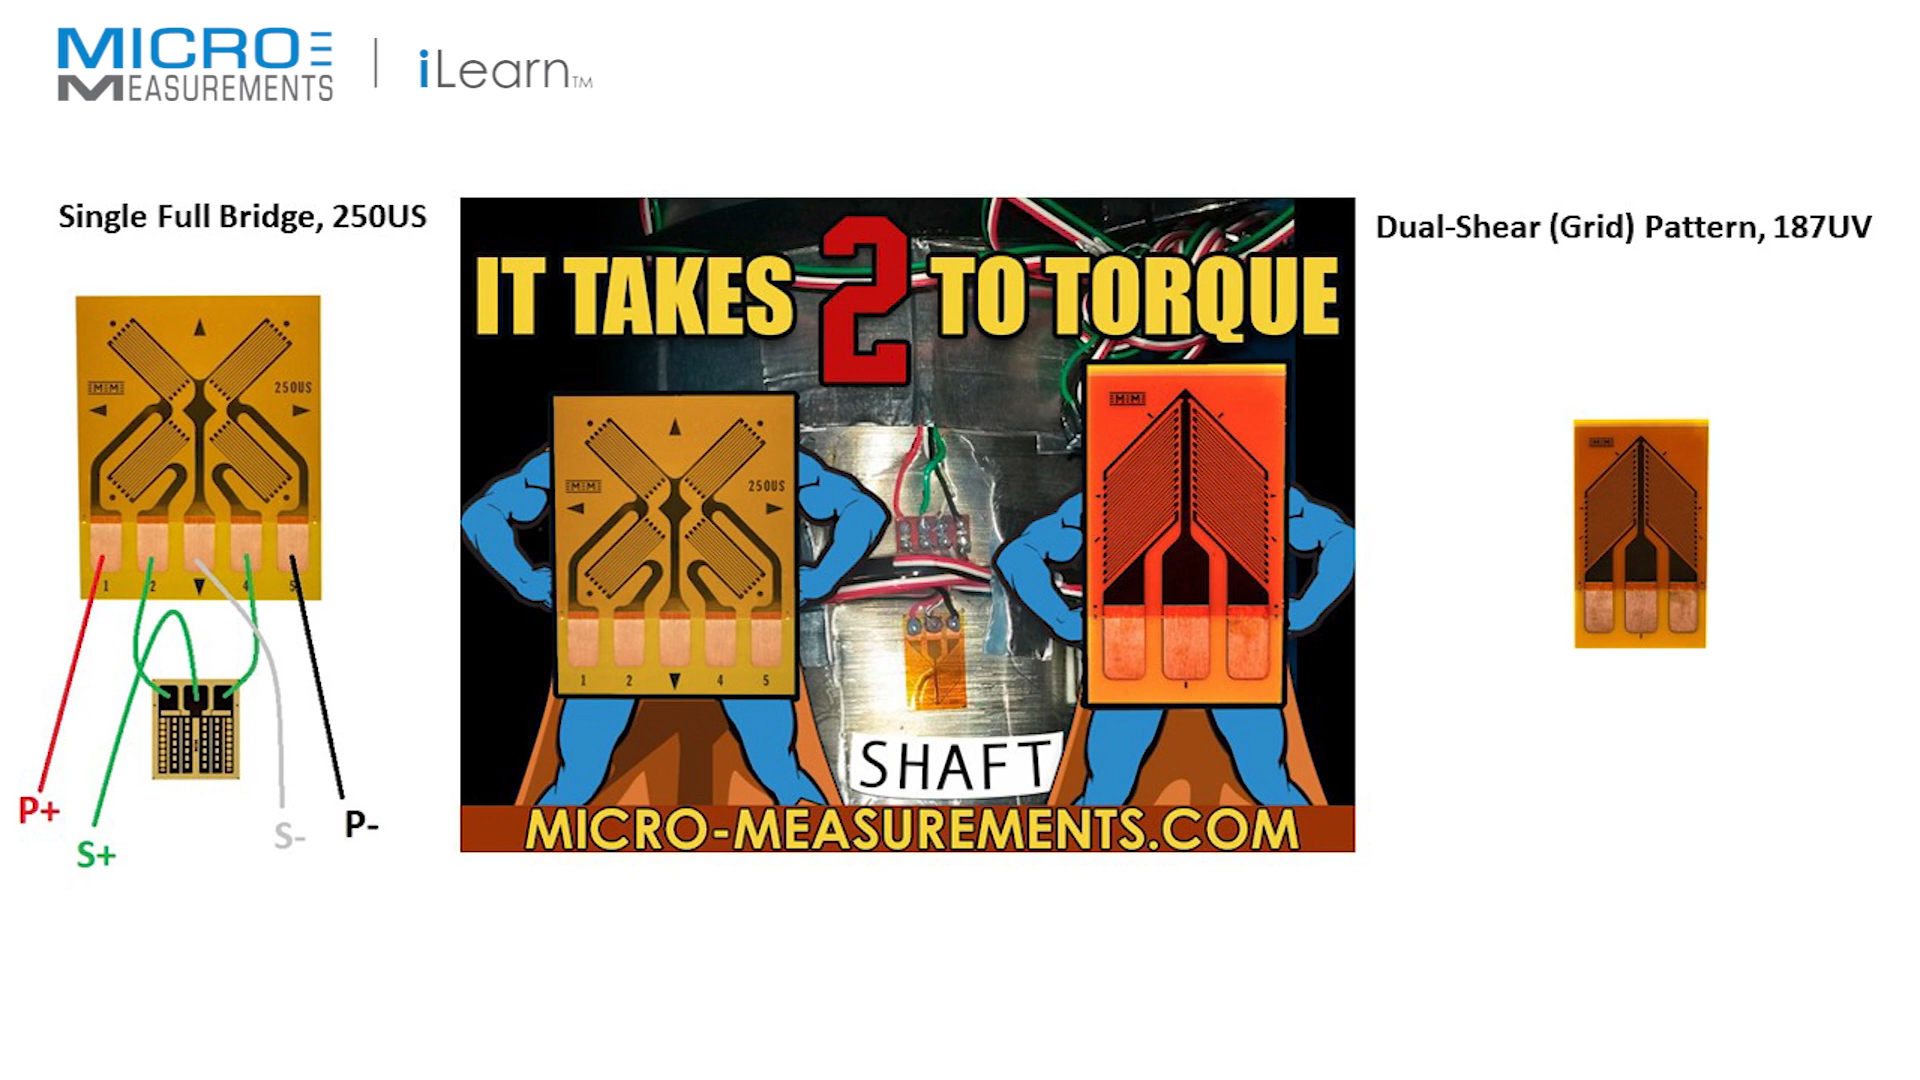 MICRO
MEASUREMENTS
iLearn™
Single Full Bridge, 250US
Dual-Shear (Grid) Pattern, 187UV
IT TAKES 2 TO TORQUE
MM
250US
1 2 4 5
P+
S+
S-
P-
MM
250US
1 2 4 5
MM
SHAFT
MICRO-MEASUREMENTS.COM
MM